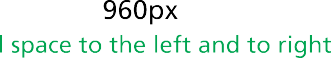 960px
l space to the left and to right